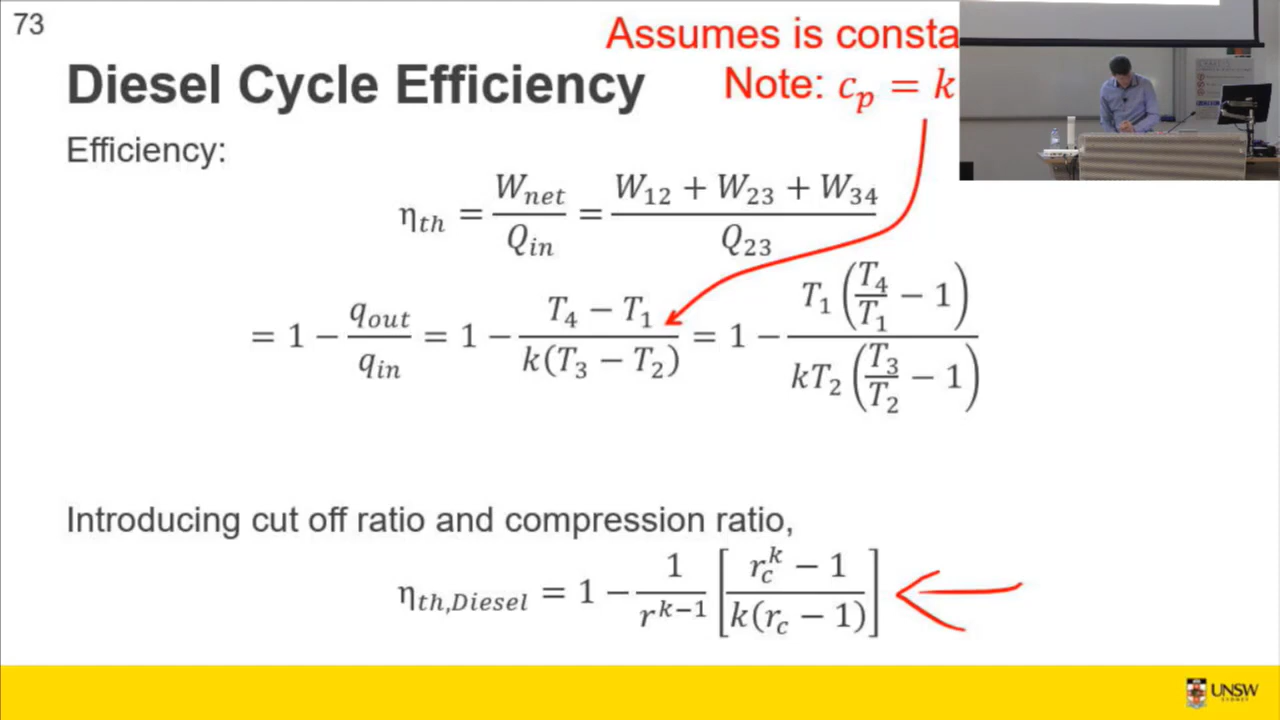 73
Assumes is consta
Diesel Cycle Efficiency
Note: c_p = k
Efficiency:
η_th = W_net / Q_in = (W_12 + W_23 + W_34) / Q_23
= 1 − q_out / q_in = 1 − (T_4 − T_1) / k(T_3 − T_2) = 1 − T_1 (T_4/T_1 − 1) / kT_2 (T_3/T_2 − 1)
Introducing cut off ratio and compression ratio,
η_th,Diesel = 1 − 1/r^{k−1} [(r_c^k − 1) / k(r_c − 1)]
UNSW
SYDNEY